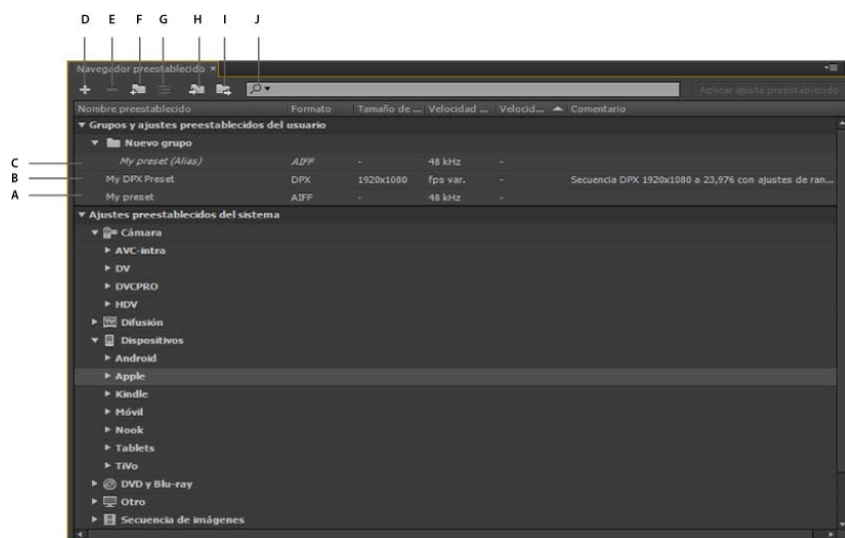 D E F G H I J
Navegador preestablecido ×
Aplicar ajuste preestablecido
Nombre preestablecido Formato Tamaño de ... Velocidad ... Velocid... Comentario
Grupos y ajustes preestablecidos del usuario
Nuevo grupo
C My preset (Alias) AIFF - 48 kHz -
B My DPX Preset DPX 1920x1080 fps var. - Secuencia DPX 1920x1080 a 23,976 con ajustes de ran...
A My preset AIFF - 48 kHz -
Ajustes preestablecidos del sistema
Cámara
AVC-intra
DV
DVCPRO
HDV
Difusión
Dispositivos
Android
Apple
Kindle
Móvil
Nook
Tablets
TiVo
DVD y Blu-ray
Otro
Secuencia de imágenes